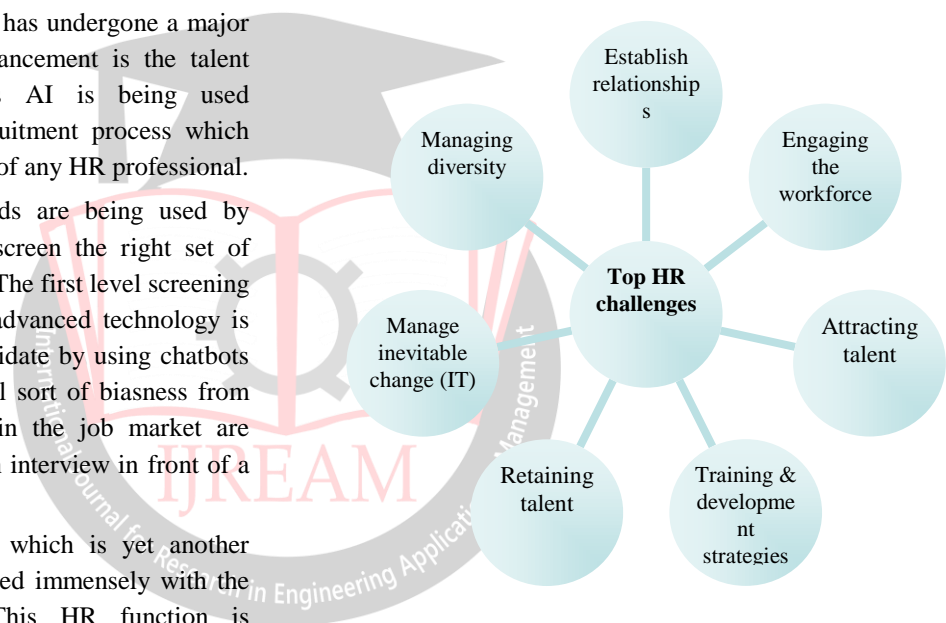 has undergone a major
ancement is the talent
AI is being used
uitment process which
of any HR professional.
ds are being used by
screen the right set of
The first level screening
advanced technology is
idate by using chatbots
l sort of biasness from
in the job market are
n interview in front of a
which is yet another
ed immensely with the
This HR function is
Establish
relationship
s
Engaging
the
workforce
Attracting
talent
Training &
developme
nt
strategies
Retaining
talent
Manage
inevitable
change (IT)
Managing
diversity
Top HR
challenges
International Journal for Research in Engineering Application Management
IJREAM